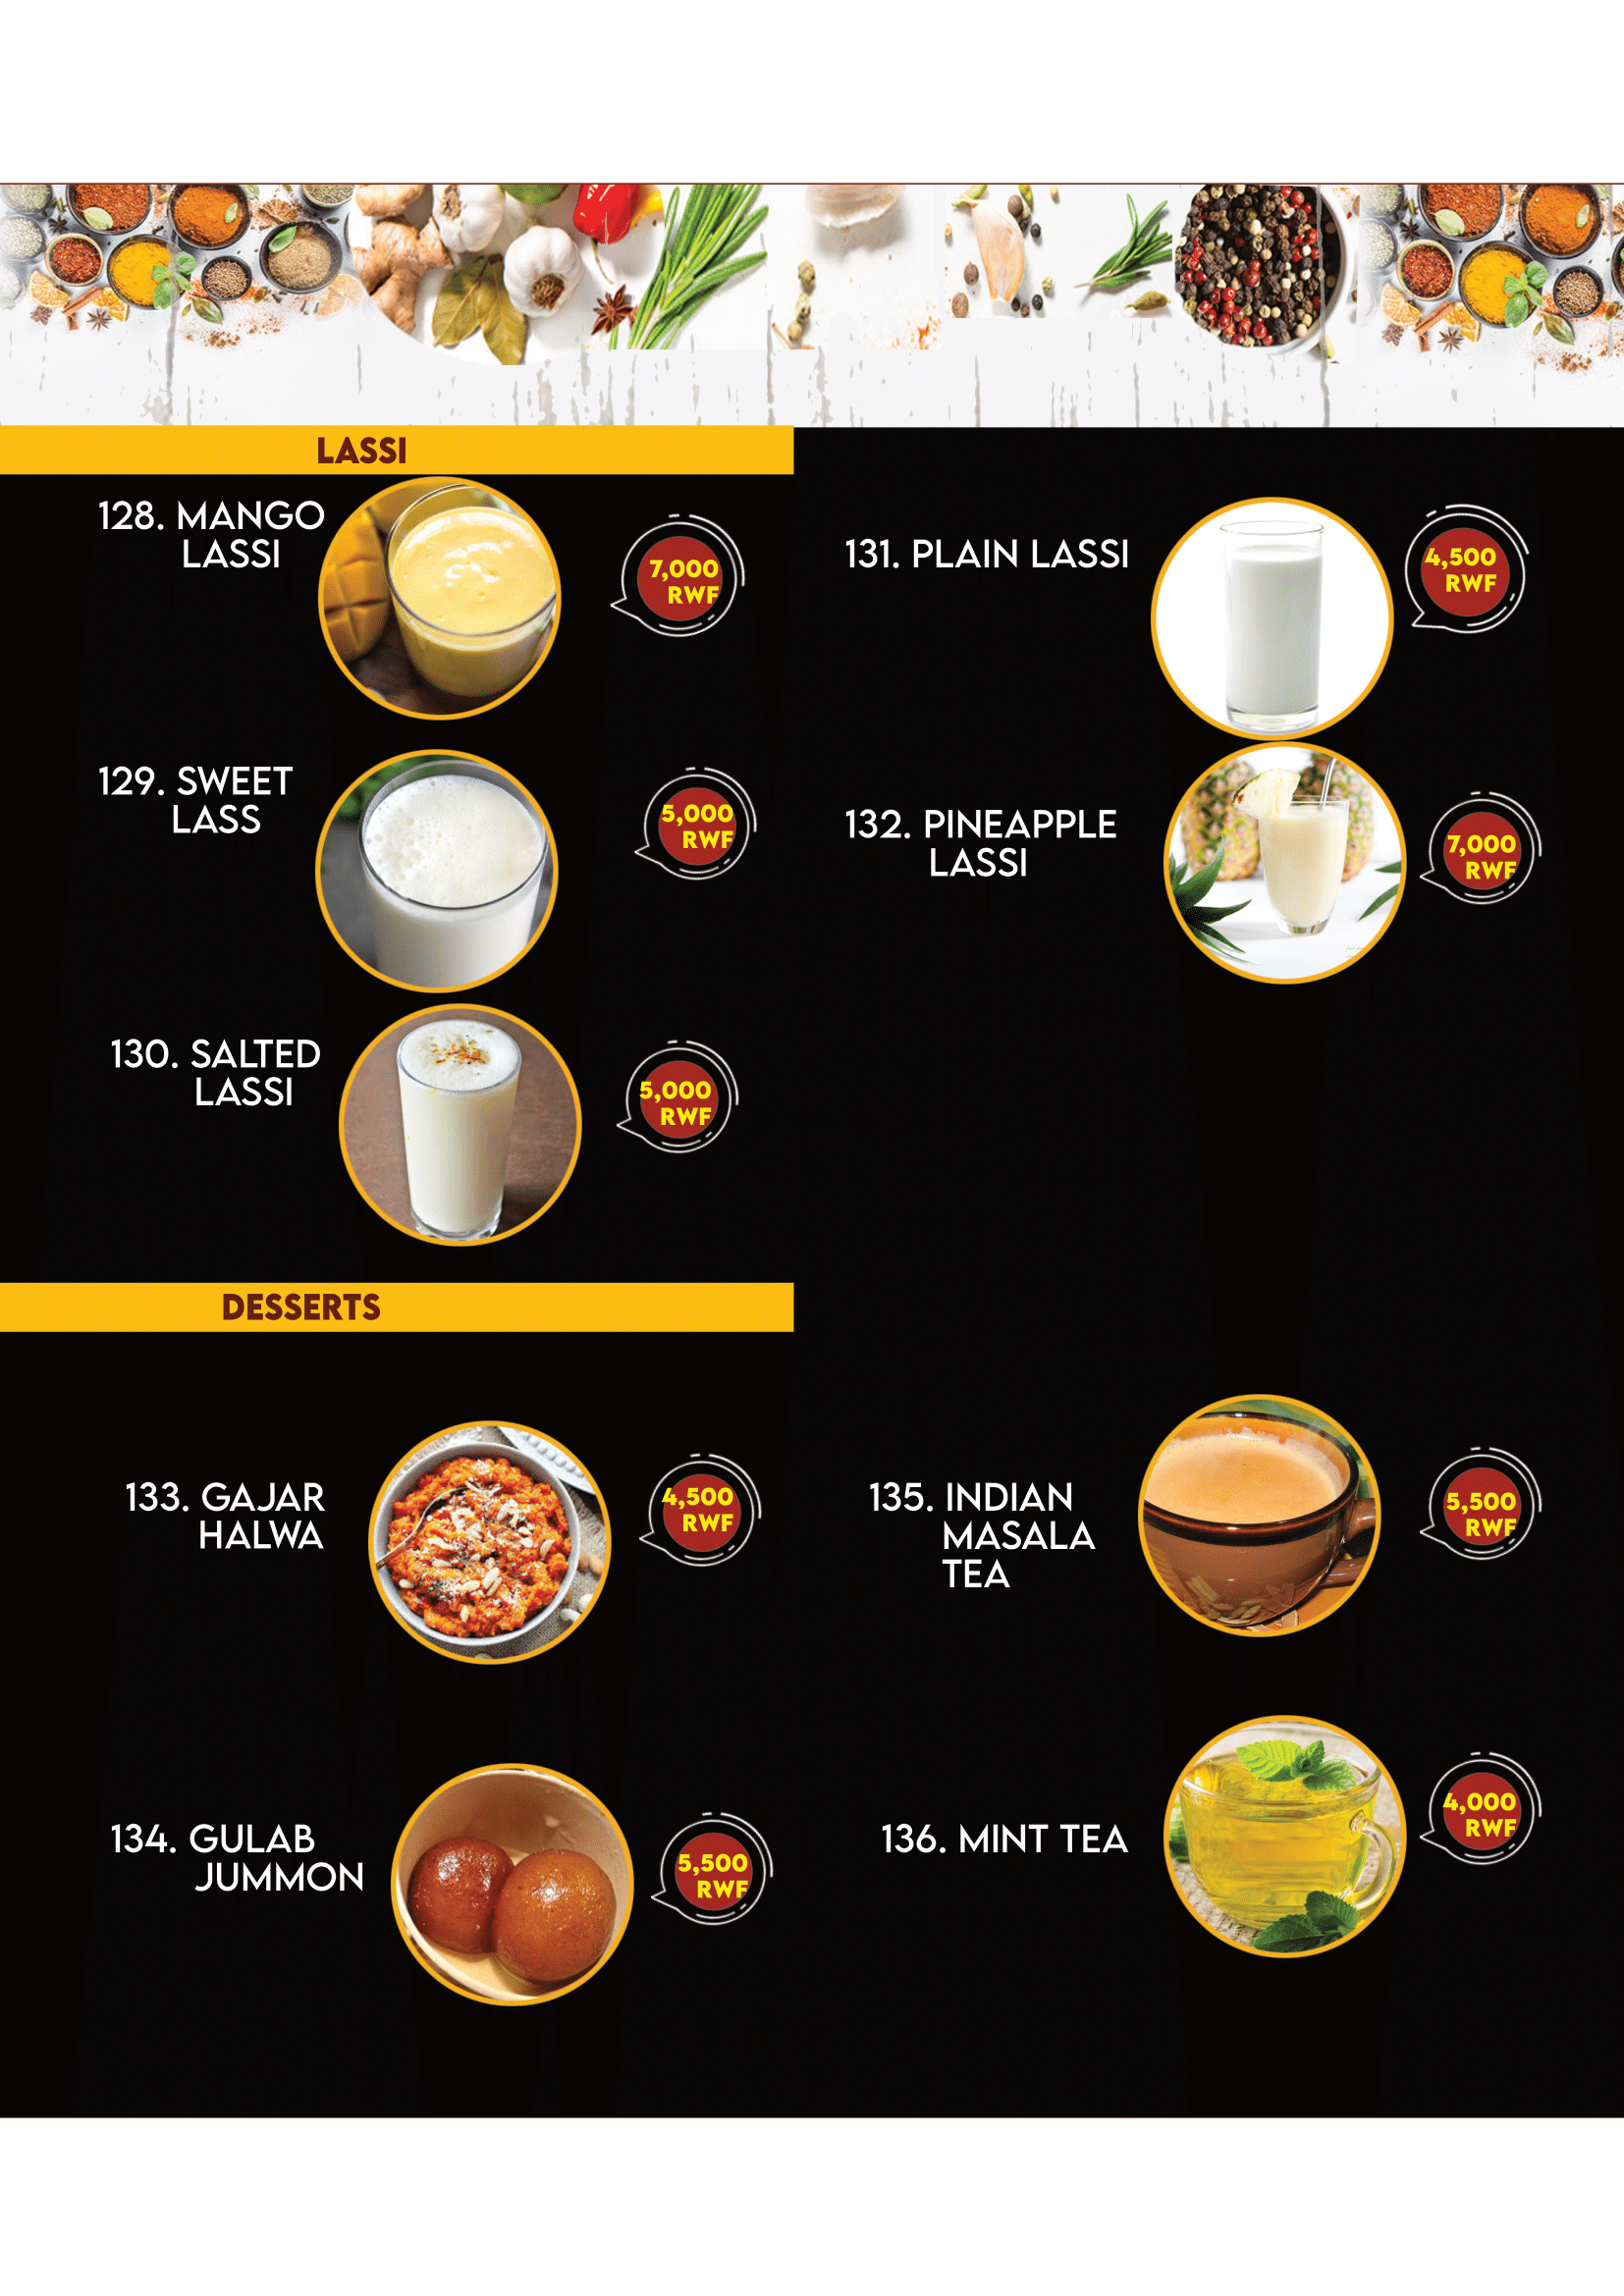 LASSI
128. MANGO
LASSI
7,000
RWF
129. SWEET
LASS
5,000
RWF
130. SALTED
LASSI
5,000
RWF
131. PLAIN LASSI
4,500
RWF
132. PINEAPPLE
LASSI
7,000
RWF
DESSERTS
133. GAJAR
HALWA
4,500
RWF
134. GULAB
JUMMON
5,500
RWF
135. INDIAN
MASALA
TEA
5,500
RWF
136. MINT TEA
4,000
RWF